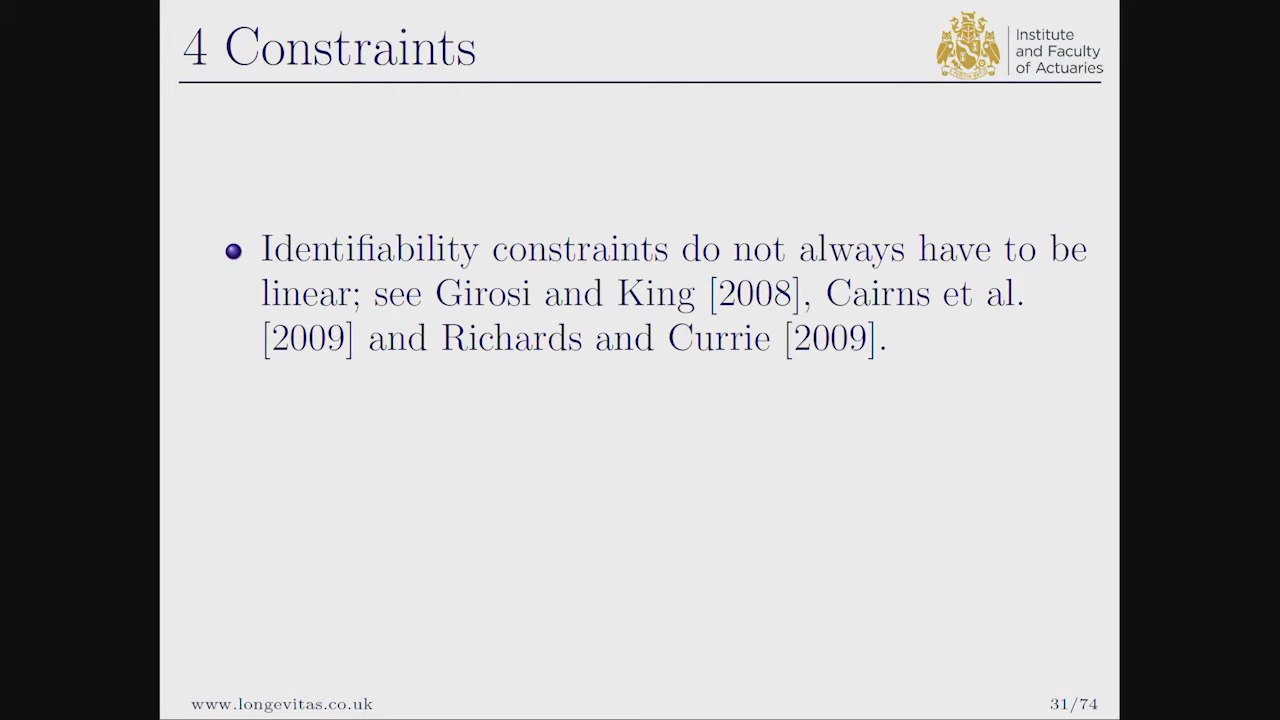 4 Constraints
Institute
and Faculty
of Actuaries
Identifiability constraints do not always have to be
linear; see Girosi and King [2008], Cairns et al.
[2009] and Richards and Currie [2009].
www.longevitas.co.uk
31/74